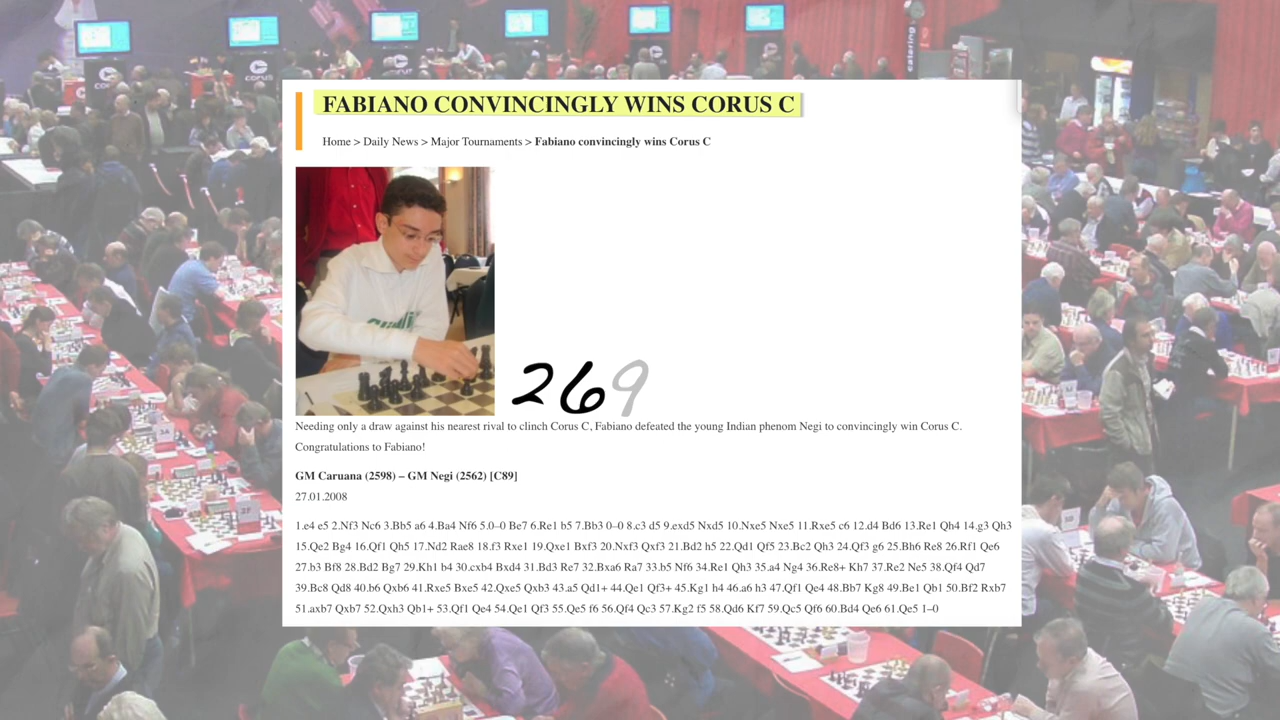 CORUS
CORUS
catering
FABIANO CONVINCINGLY WINS CORUS C
Home > Daily News > Major Tournaments > Fabiano convincingly wins Corus C
269
Needing only a draw against his nearest rival to clinch Corus C, Fabiano defeated the young Indian phenom Negi to convincingly win Corus C.
Congratulations to Fabiano!
GM Caruana (2598) – GM Negi (2562) [C89]
27.01.2008
1.e4 e5 2.Nf3 Nc6 3.Bb5 a6 4.Ba4 Nf6 5.0–0 Be7 6.Re1 b5 7.Bb3 0–0 8.c3 d5 9.exd5 Nxd5 10.Nxe5 Nxe5 11.Rxe5 c6 12.d4 Bd6 13.Re1 Qh4 14.g3 Qh3
15.Qe2 Bg4 16.Qf1 Qh5 17.Nd2 Rae8 18.f3 Rxe1 19.Qxe1 Bxf3 20.Nxf3 Qxf3 21.Bd2 h5 22.Qd1 Qf5 23.Bc2 Qh3 24.Qf3 g6 25.Bh6 Re8 26.Rf1 Qe6
27.b3 Bf8 28.Bd2 Bg7 29.Kh1 b4 30.cxb4 Bxd4 31.Bd3 Re7 32.Bxa6 Ra7 33.b5 Nf6 34.Re1 Qh3 35.a4 Ng4 36.Re8+ Kh7 37.Re2 Ne5 38.Qf4 Qd7
39.Bc8 Qd8 40.b6 Qxb6 41.Rxe5 Bxe5 42.Qxe5 Qxb3 43.a5 Qd1+ 44.Qe1 Qf3+ 45.Kg1 h4 46.a6 h3 47.Qf1 Qe4 48.Bb7 Kg8 49.Be1 Qb1 50.Bf2 Rxb7
51.axb7 Qxb7 52.Qxh3 Qb1+ 53.Qf1 Qe4 54.Qe1 Qf3 55.Qe5 f6 56.Qf4 Qc3 57.Kg2 f5 58.Qd6 Kf7 59.Qc5 Qf6 60.Bd4 Qe6 61.Qe5 1–0